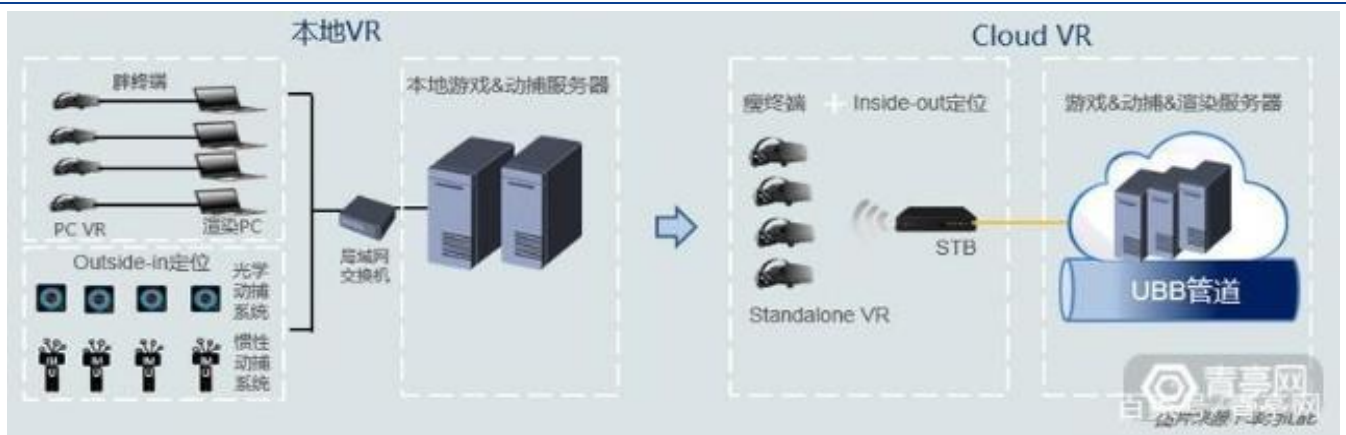 本地VR
胖终端
PC VR
渲染PC
Outside-in定位
光学
动捕
系统
惯性
动捕
系统
局域网
交换机
本地游戏&动捕服务器
Cloud VR
瘦终端 + Inside-out定位
Standalone VR
STB
游戏&动捕&渲染服务器
UBB管道
青亭网